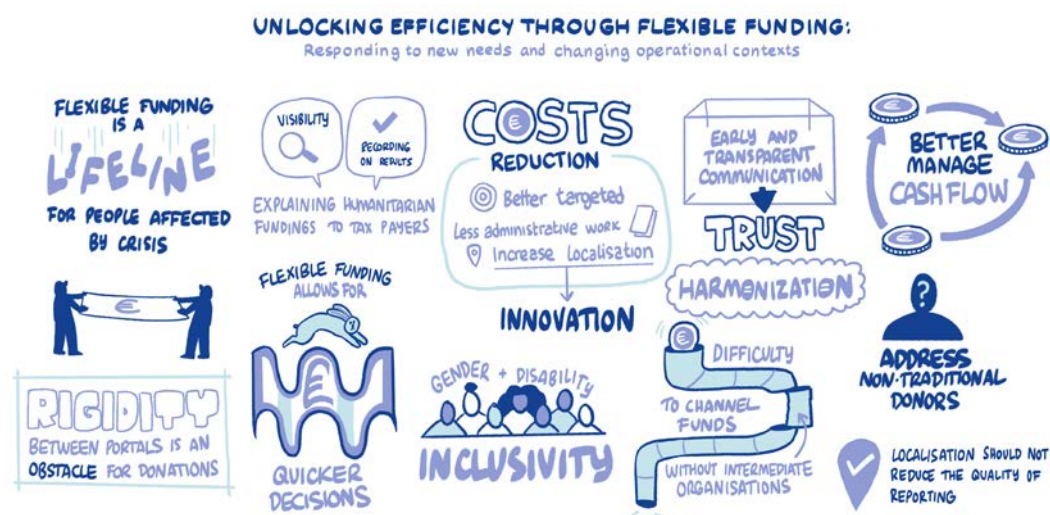 UNLOCKING EFFICIENCY THROUGH FLEXIBLE FUNDING:
Responding to new needs and changing operational contexts
FLEXIBLE FUNDING
IS A
LIFELINE
FOR PEOPLE AFFECTED
BY CRISIS
€
RIGIDITY
BETWEEN PORTALS IS AN
OBSTACLE FOR DONATIONS
VISIBILITY
RECORDING
ON RESULTS
EXPLAINING HUMANITARIAN
FUNDINGS TO TAX PAYERS
FLEXIBLE FUNDING
ALLOWS FOR
€
QUICKER
DECISIONS
COSTS
€
REDUCTION
Better targeted
Less administrative work
Increase localisation
INNOVATION
GENDER + DISABILITY
INCLUSIVITY
EARLY AND
TRANSPARENT
COMMUNICATION
TRUST
HARMONIZATION
€
DIFFICULTY
TO CHANNEL
FUNDS
WITHOUT INTERMEDIATE
ORGANISATIONS
€
€
€
BETTER
MANAGE
CASH FLOW
?
ADDRESS
NON-TRADITIONAL
DONORS
LOCALISATION SHOULD NOT
REDUCE THE QUALITY OF
REPORTING